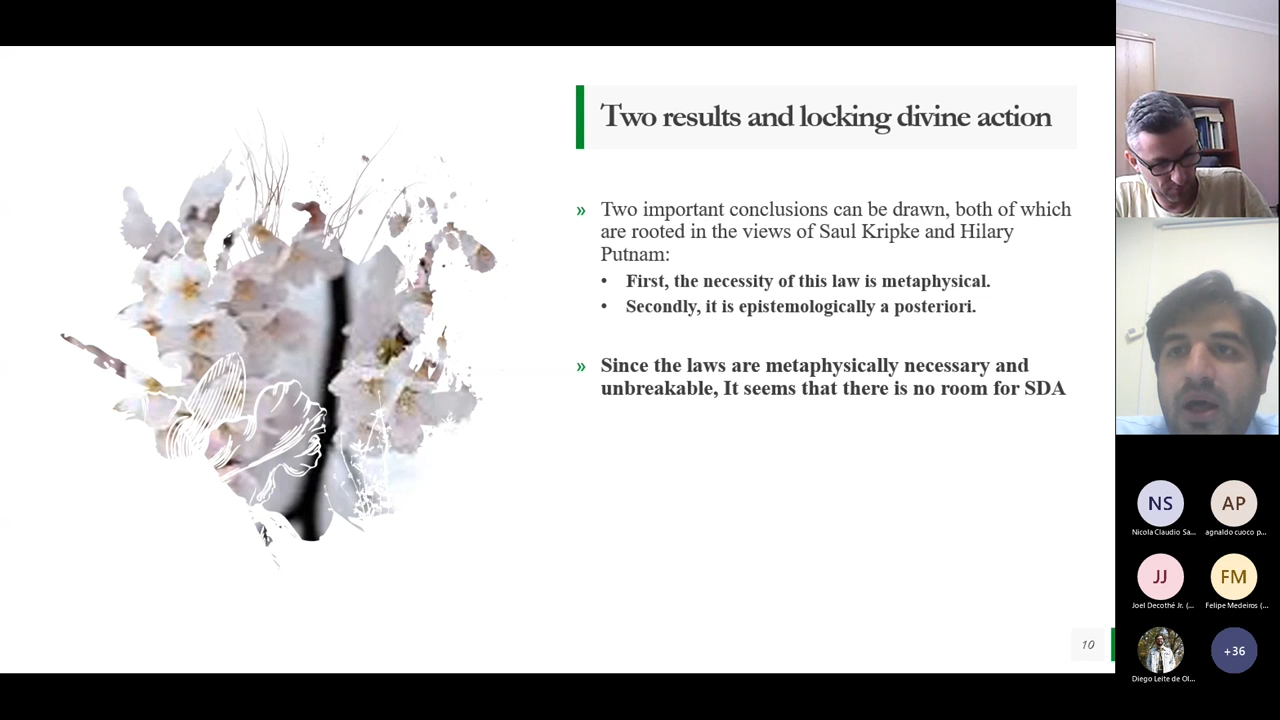 Two results and locking divine action
» Two important conclusions can be drawn, both of which
are rooted in the views of Saul Kripke and Hilary
Putnam:
• First, the necessity of this law is metaphysical.
• Secondly, it is epistemologically a posteriori.
» Since the laws are metaphysically necessary and
unbreakable, It seems that there is no room for SDA
10
NS
AP
Nicola Claudio Sa...
agnaldo cuoco p...
JJ
FM
Joel Decothé Jr. (...
Felipe Medeiros (...
+36
Diego Leite de Ol...